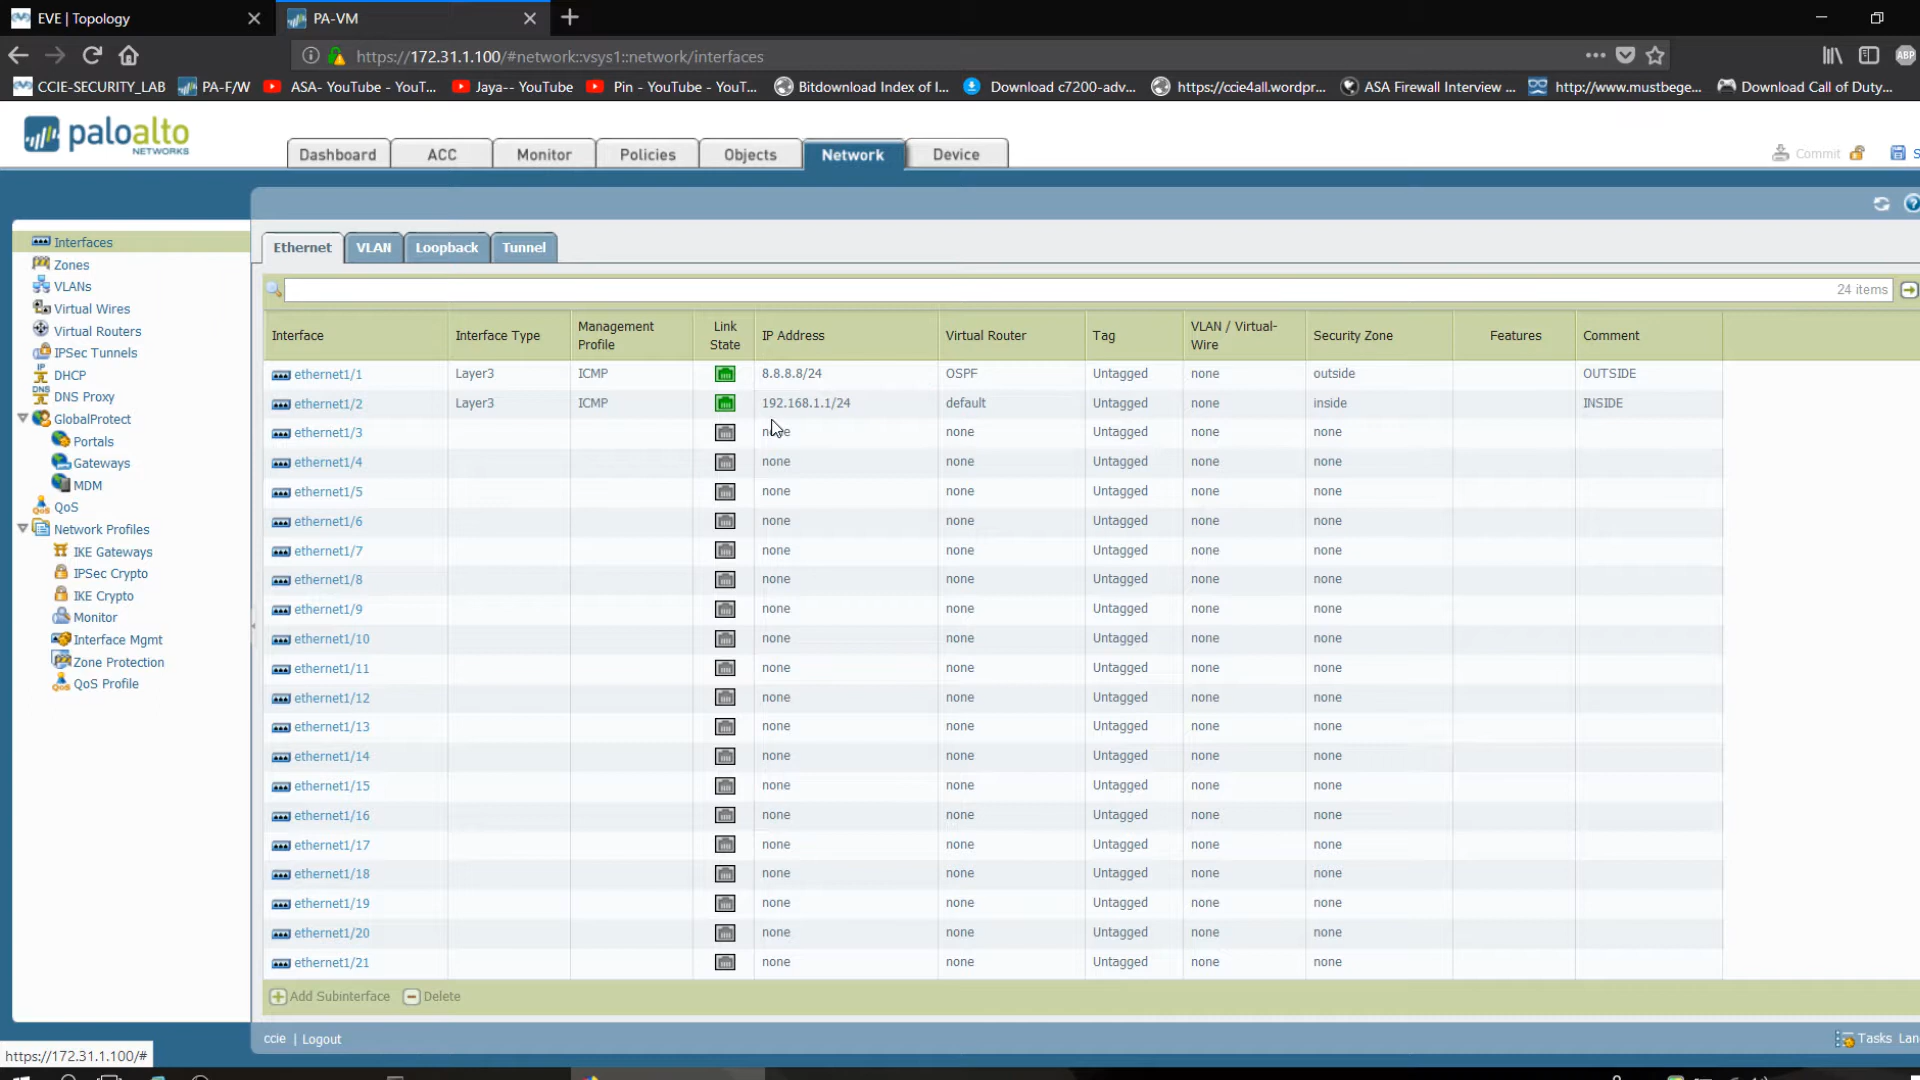 EVE | Topology
PA-VM
https://172.31.1.100/#network::vsys1::network/interfaces
CCIE-SECURITY_LAB PA-F/W ASA- YouTube - YouT... Jaya-- YouTube Pin - YouTube - YouT... Bitdownload Index of l... Download c7200-adv... https://ccie4all.wordpr... ASA Firewall Interview ... http://www.mustbege... Download Call of Duty...
ABP
paloalto
NETWORKS
Dashboard ACC Monitor Policies Objects Network Device
Commit S
Interfaces
Zones
VLANs
Virtual Wires
Virtual Routers
IPSec Tunnels
DHCP
DNS Proxy
GlobalProtect
Portals
Gateways
MDM
QoS
Network Profiles
IKE Gateways
IPSec Crypto
IKE Crypto
Monitor
Interface Mgmt
Zone Protection
QoS Profile
Ethernet VLAN Loopback Tunnel
24 items
Interface Interface Type Management Profile Link State IP Address Virtual Router Tag VLAN / Virtual-Wire Security Zone Features Comment
ethernet1/1 Layer3 ICMP 8.8.8.8/24 OSPF Untagged none outside OUTSIDE
ethernet1/2 Layer3 ICMP 192.168.1.1/24 default Untagged none inside INSIDE
ethernet1/3 none none Untagged none none
ethernet1/4 none none Untagged none none
ethernet1/5 none none Untagged none none
ethernet1/6 none none Untagged none none
ethernet1/7 none none Untagged none none
ethernet1/8 none none Untagged none none
ethernet1/9 none none Untagged none none
ethernet1/10 none none Untagged none none
ethernet1/11 none none Untagged none none
ethernet1/12 none none Untagged none none
ethernet1/13 none none Untagged none none
ethernet1/14 none none Untagged none none
ethernet1/15 none none Untagged none none
ethernet1/16 none none Untagged none none
ethernet1/17 none none Untagged none none
ethernet1/18 none none Untagged none none
ethernet1/19 none none Untagged none none
ethernet1/20 none none Untagged none none
ethernet1/21 none none Untagged none none
Add Subinterface Delete
ccie | Logout
Tasks Lan
https://172.31.1.100/#